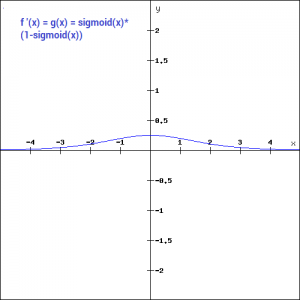 y
f '(x) = g(x) = sigmoid(x)*
(1-sigmoid(x))
2
1.5
1
0.5
-4 -3 -2 -1 1 2 3 4 x
-0.5
-1
-1.5
-2